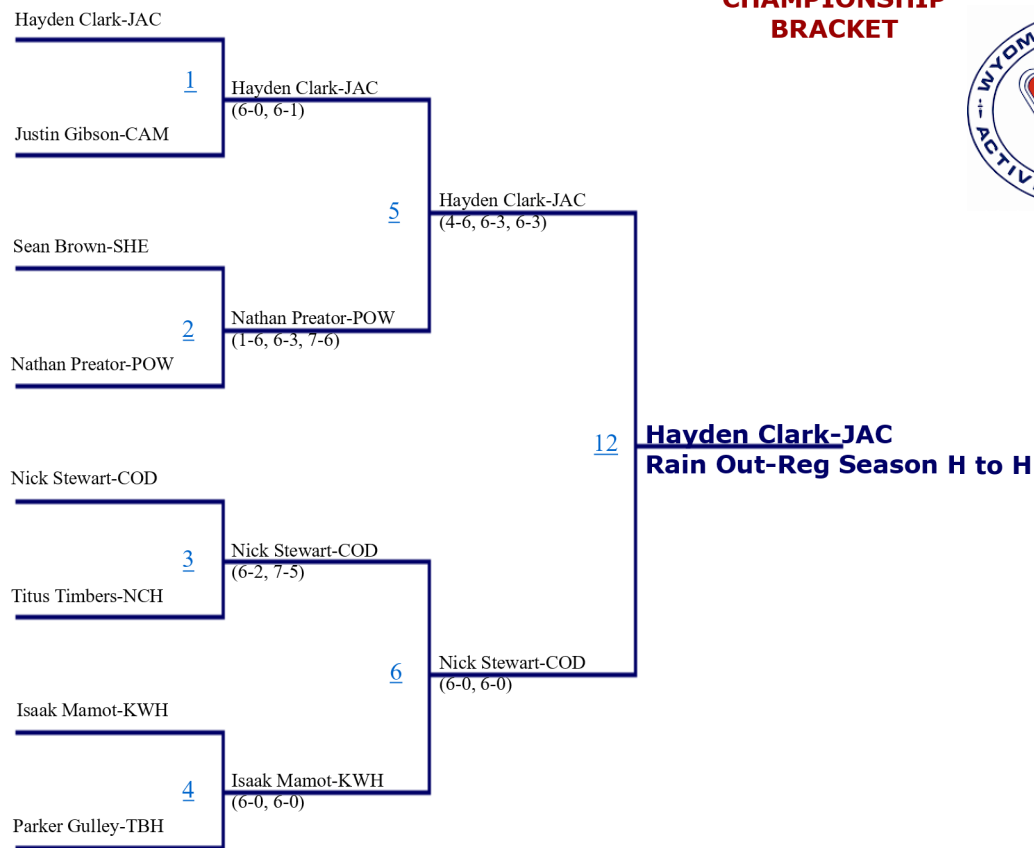 CHAMPIONSHIP
BRACKET
WYOM
ACTIV
Hayden Clark-JAC
1
Hayden Clark-JAC
(6-0, 6-1)
Justin Gibson-CAM
5
Hayden Clark-JAC
(4-6, 6-3, 6-3)
Sean Brown-SHE
2
Nathan Preator-POW
(1-6, 6-3, 7-6)
Nathan Preator-POW
12
Hayden Clark-JAC
Rain Out-Reg Season H to H
Nick Stewart-COD
3
Nick Stewart-COD
(6-2, 7-5)
Titus Timbers-NCH
6
Nick Stewart-COD
(6-0, 6-0)
Isaak Mamot-KWH
4
Isaak Mamot-KWH
(6-0, 6-0)
Parker Gulley-TBH